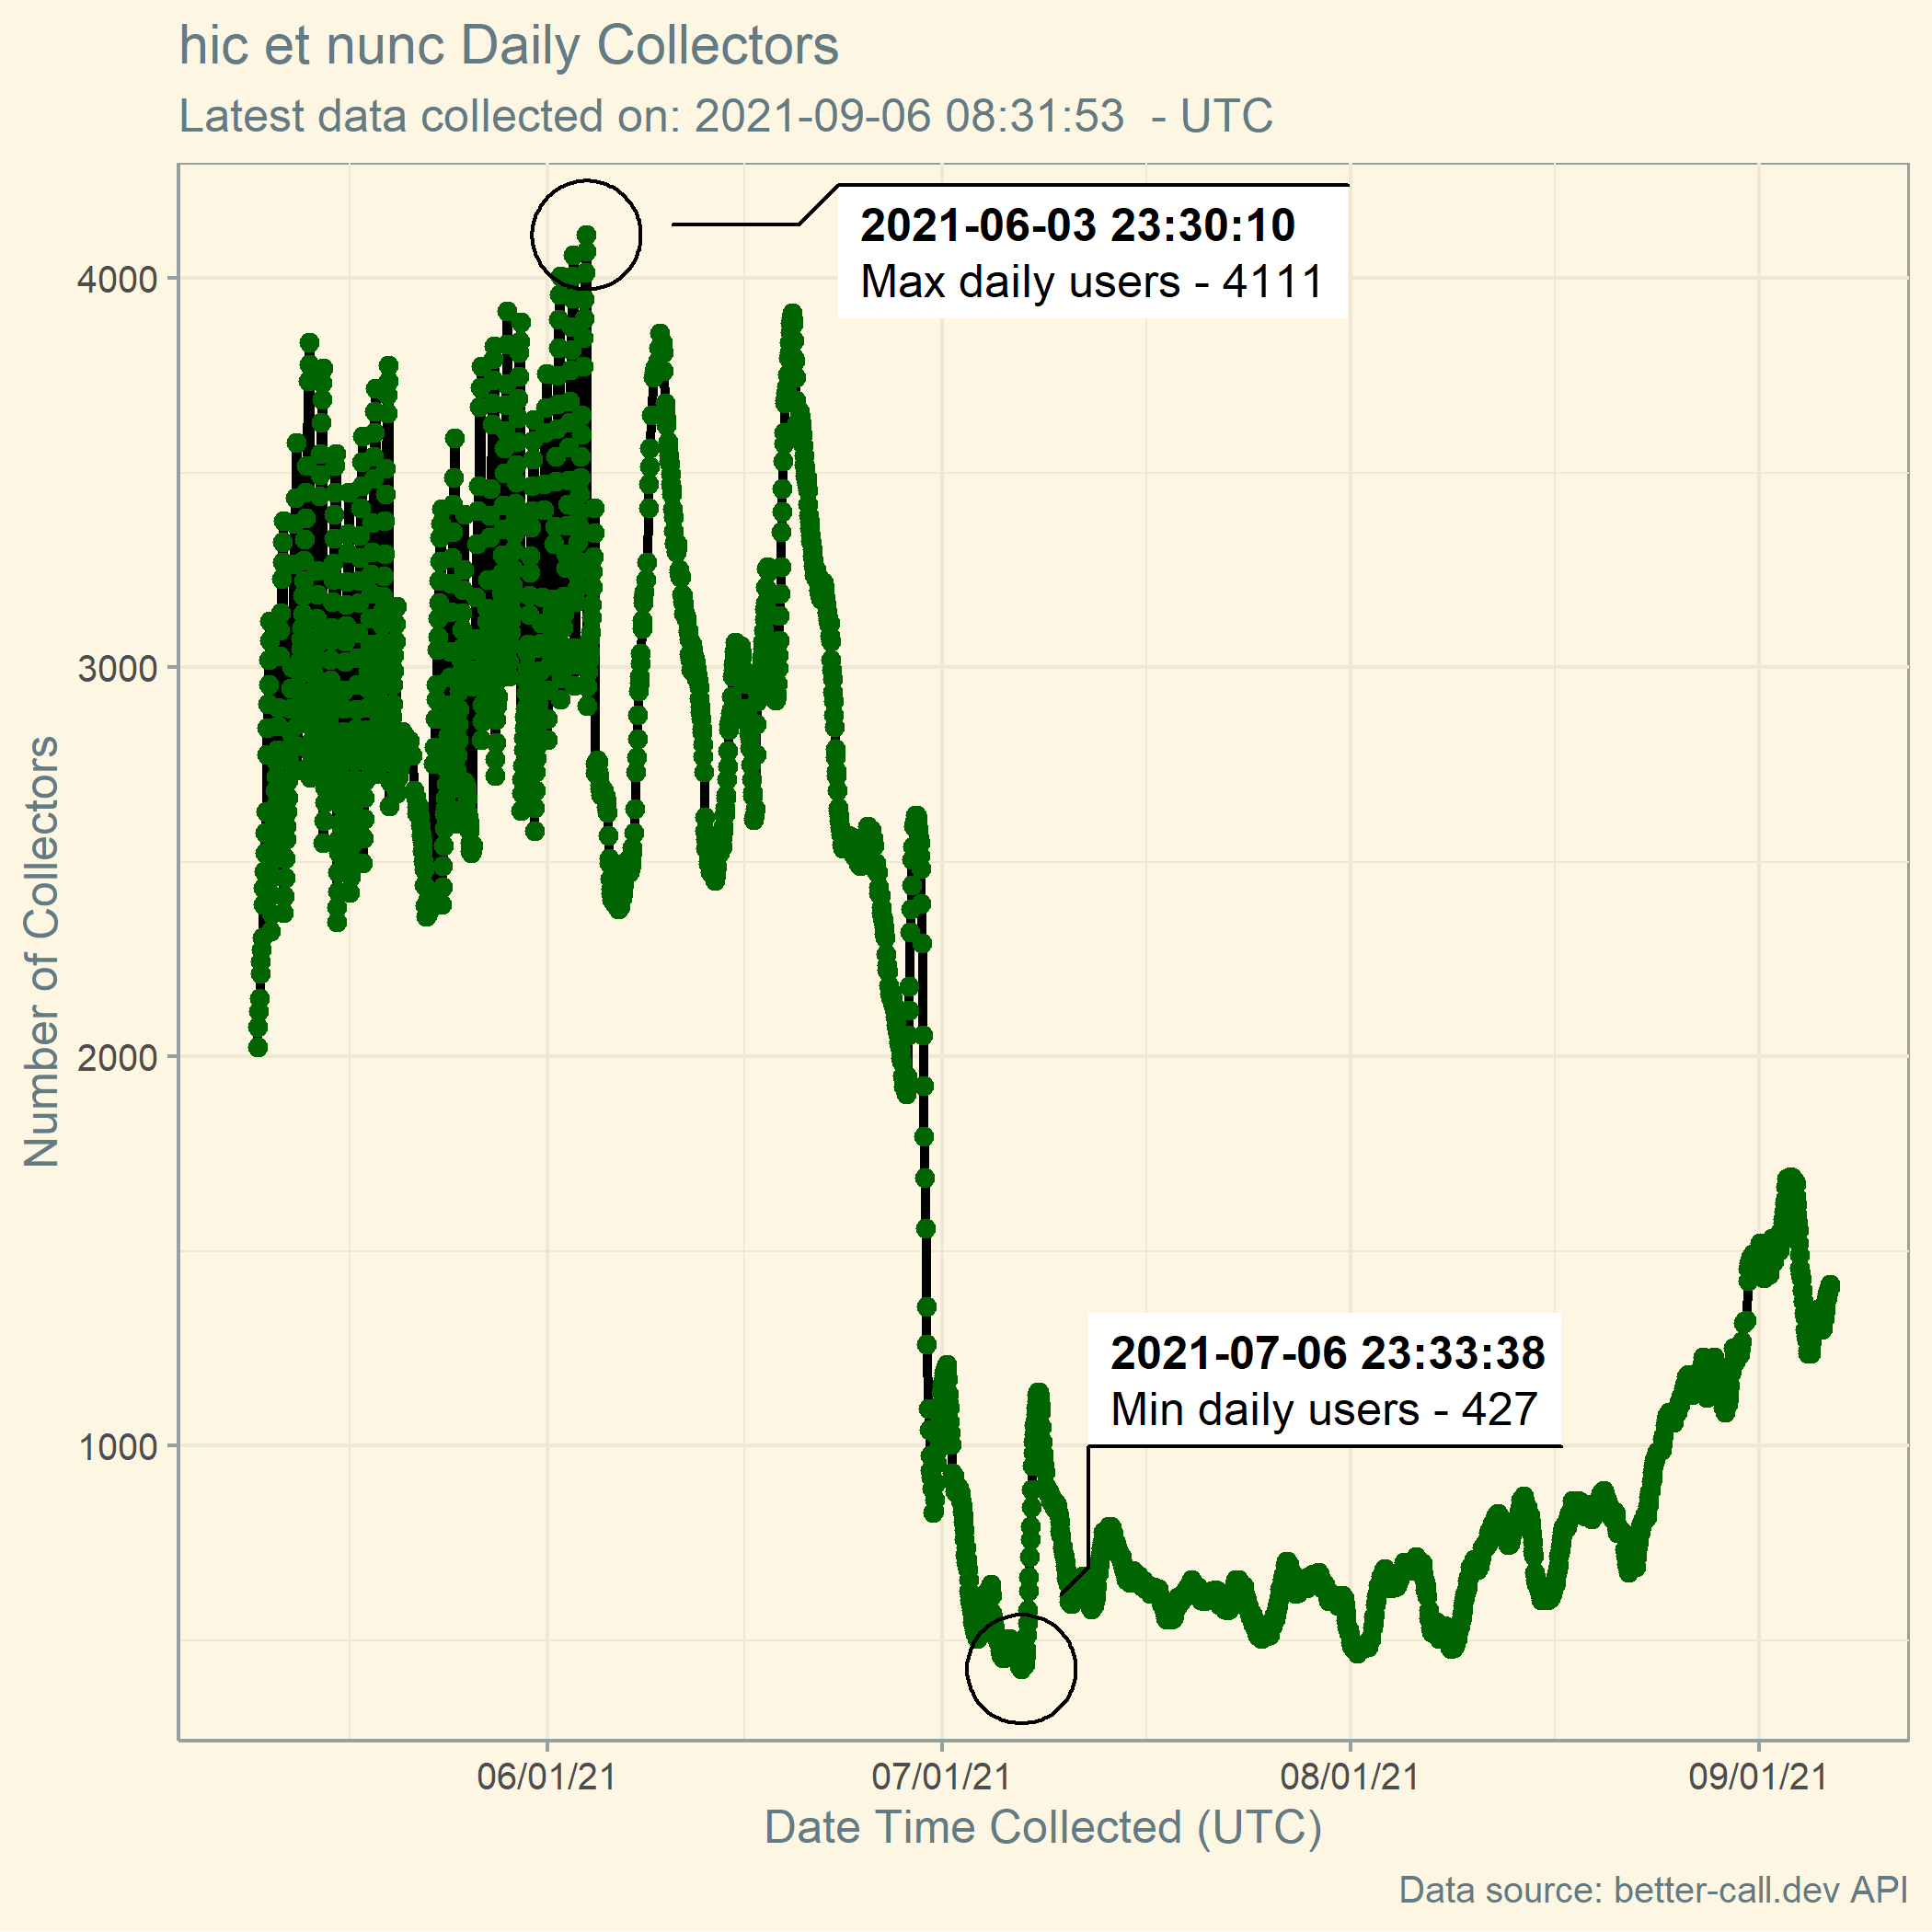 hic et nunc Daily Collectors
Latest data collected on: 2021-09-06 08:31:53  - UTC
2021-06-03 23:30:10
Max daily users - 4111
4000
3000
2000
1000
Number of Collectors
2021-07-06 23:33:38
Min daily users - 427
06/01/21
07/01/21
08/01/21
09/01/21
Date Time Collected (UTC)
Data source: better-call.dev API